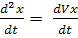 d²x/dt = dVx/dt